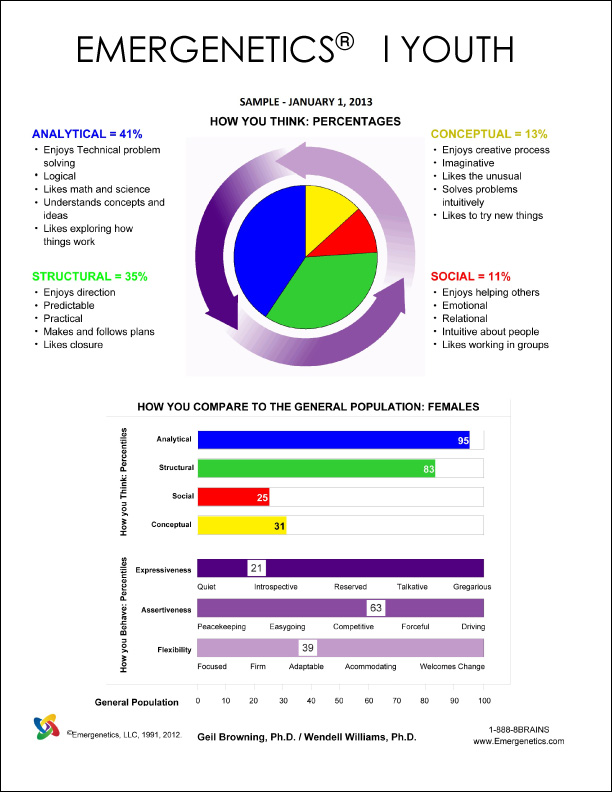 EMERGENETICS® I YOUTH
SAMPLE - JANUARY 1, 2013
HOW YOU THINK: PERCENTAGES
ANALYTICAL = 41%
• Enjoys Technical problem
solving
• Logical
• Likes math and science
• Understands concepts and
ideas
• Likes exploring how
things work
CONCEPTUAL = 13%
• Enjoys creative process
• Imaginative
• Likes the unusual
• Solves problems
intuitively
• Likes to try new things
STRUCTURAL = 35%
• Enjoys direction
• Predictable
• Practical
• Makes and follows plans
• Likes closure
SOCIAL = 11%
• Enjoys helping others
• Emotional
• Relational
• Intuitive about people
• Likes working in groups
HOW YOU COMPARE TO THE GENERAL POPULATION: FEMALES
How you Think: Percentiles
Analytical 95
Structural 83
Social 25
Conceptual 31
How you Behave: Percentiles
Expressiveness 21
Quiet Introspective Reserved Talkative Gregarious
Assertiveness 63
Peacekeeping Easygoing Competitive Forceful Driving
Flexibility 39
Focused Firm Adaptable Acommodating Welcomes Change
General Population 0 10 20 30 40 50 60 70 80 90 100
©Emergenetics, LLC, 1991, 2012.
Geil Browning, Ph.D. / Wendell Williams, Ph.D.
1-888-8BRAINS
www.Emergenetics.com